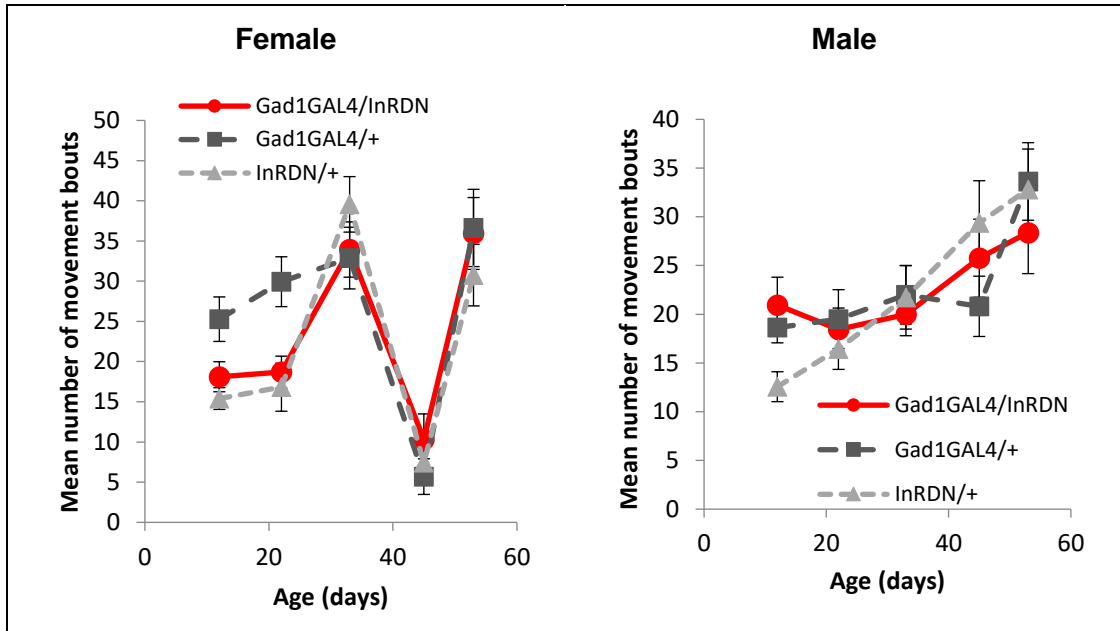 Female
Gad1GAL4/InRDN
Gad1GAL4/+
InRDN/+
Mean number of movement bouts
50
45
40
35
30
25
20
15
10
5
0
0 20 40 60
Age (days)
Male
Mean number of movement bouts
40
35
30
25
20
15
10
5
0
Gad1GAL4/InRDN
Gad1GAL4/+
InRDN/+
0 20 40 60
Age (days)